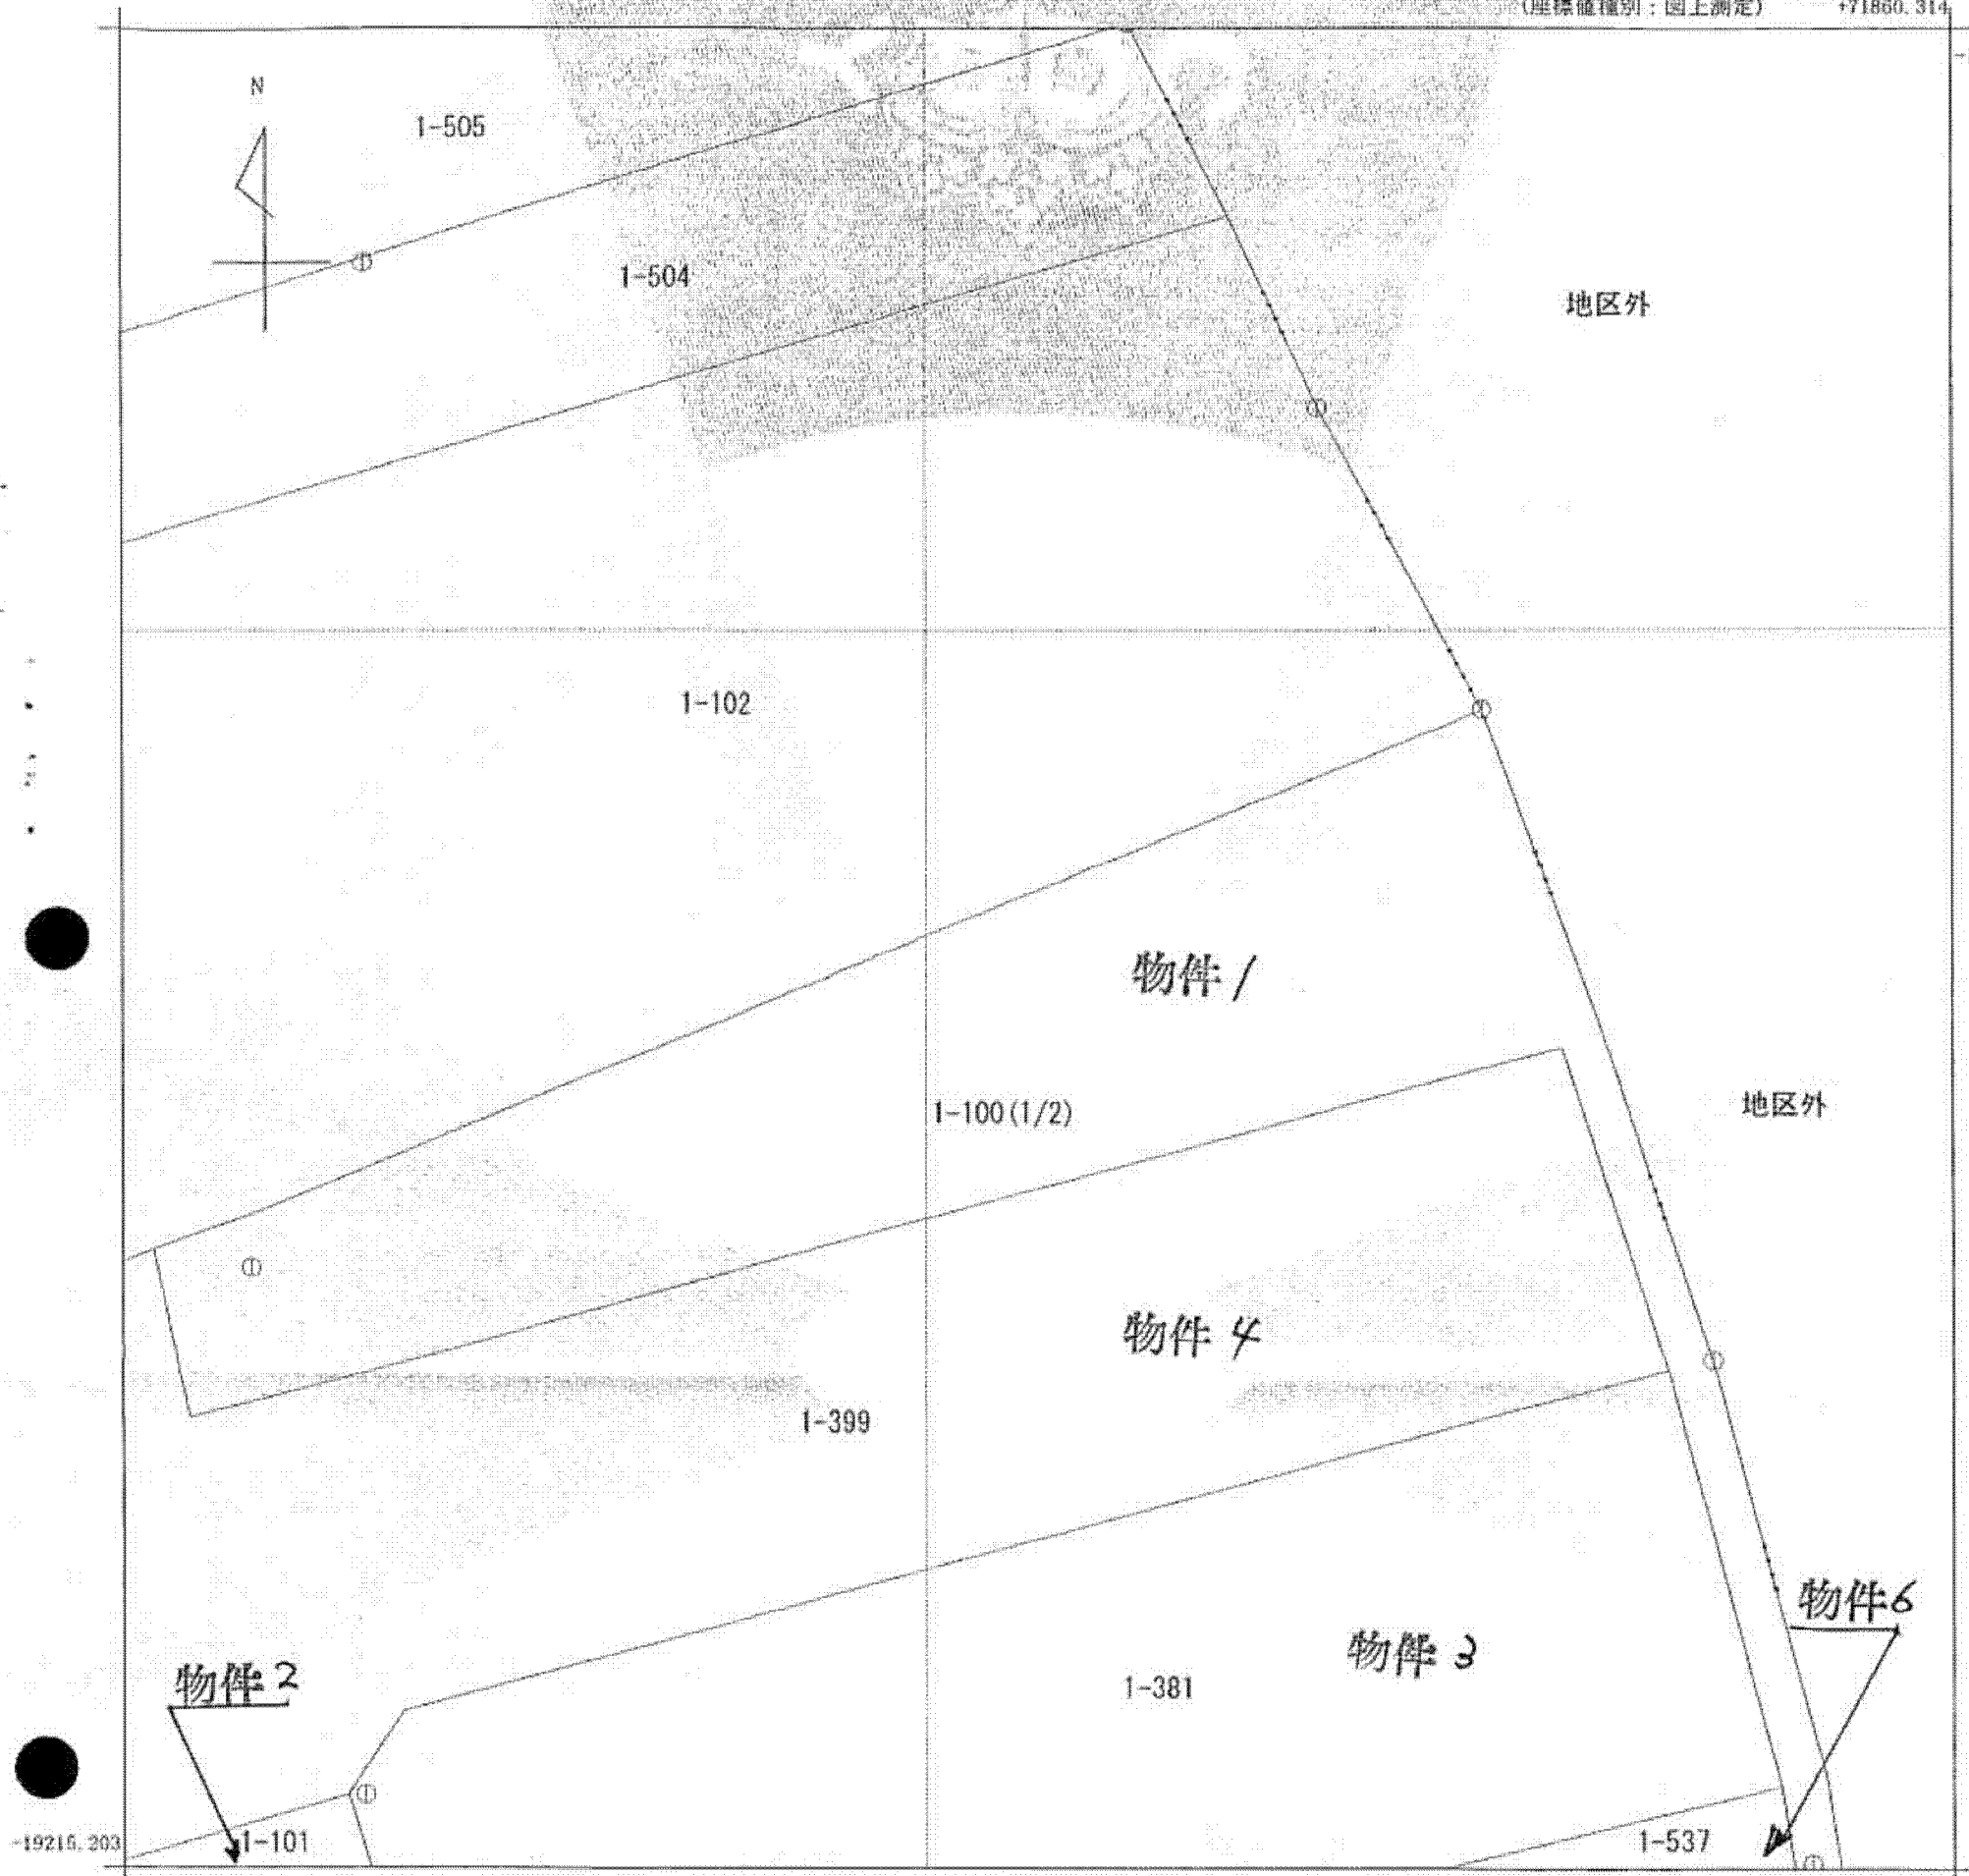 (座標値種別：図上測定) +71860.314
N
1-505
1-504
地区外
1-102
物件1
1-100(1/2)
地区外
物件4
1-399
物件6
物件3
物件2
1-381
-19215.203
1-101
1-537